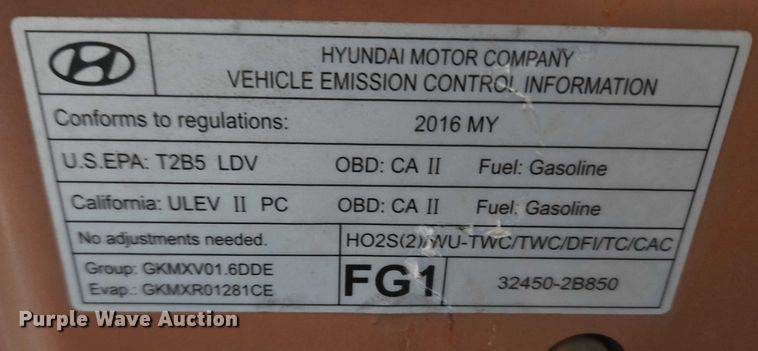 HYUNDAI MOTOR COMPANY
VEHICLE EMISSION CONTROL INFORMATION
Conforms to regulations: 2016 MY
U.S.EPA: T2B5 LDV OBD: CA II Fuel: Gasoline
California: ULEV II PC OBD: CA II Fuel: Gasoline
No adjustments needed. HO2S(2)/WU-TWC/TWC/DFI/TC/CAC
Group: GKMXV01.6DDE
Evap.: GKMXR01281CE
FG1 32450-2B850
Purple Wave Auction